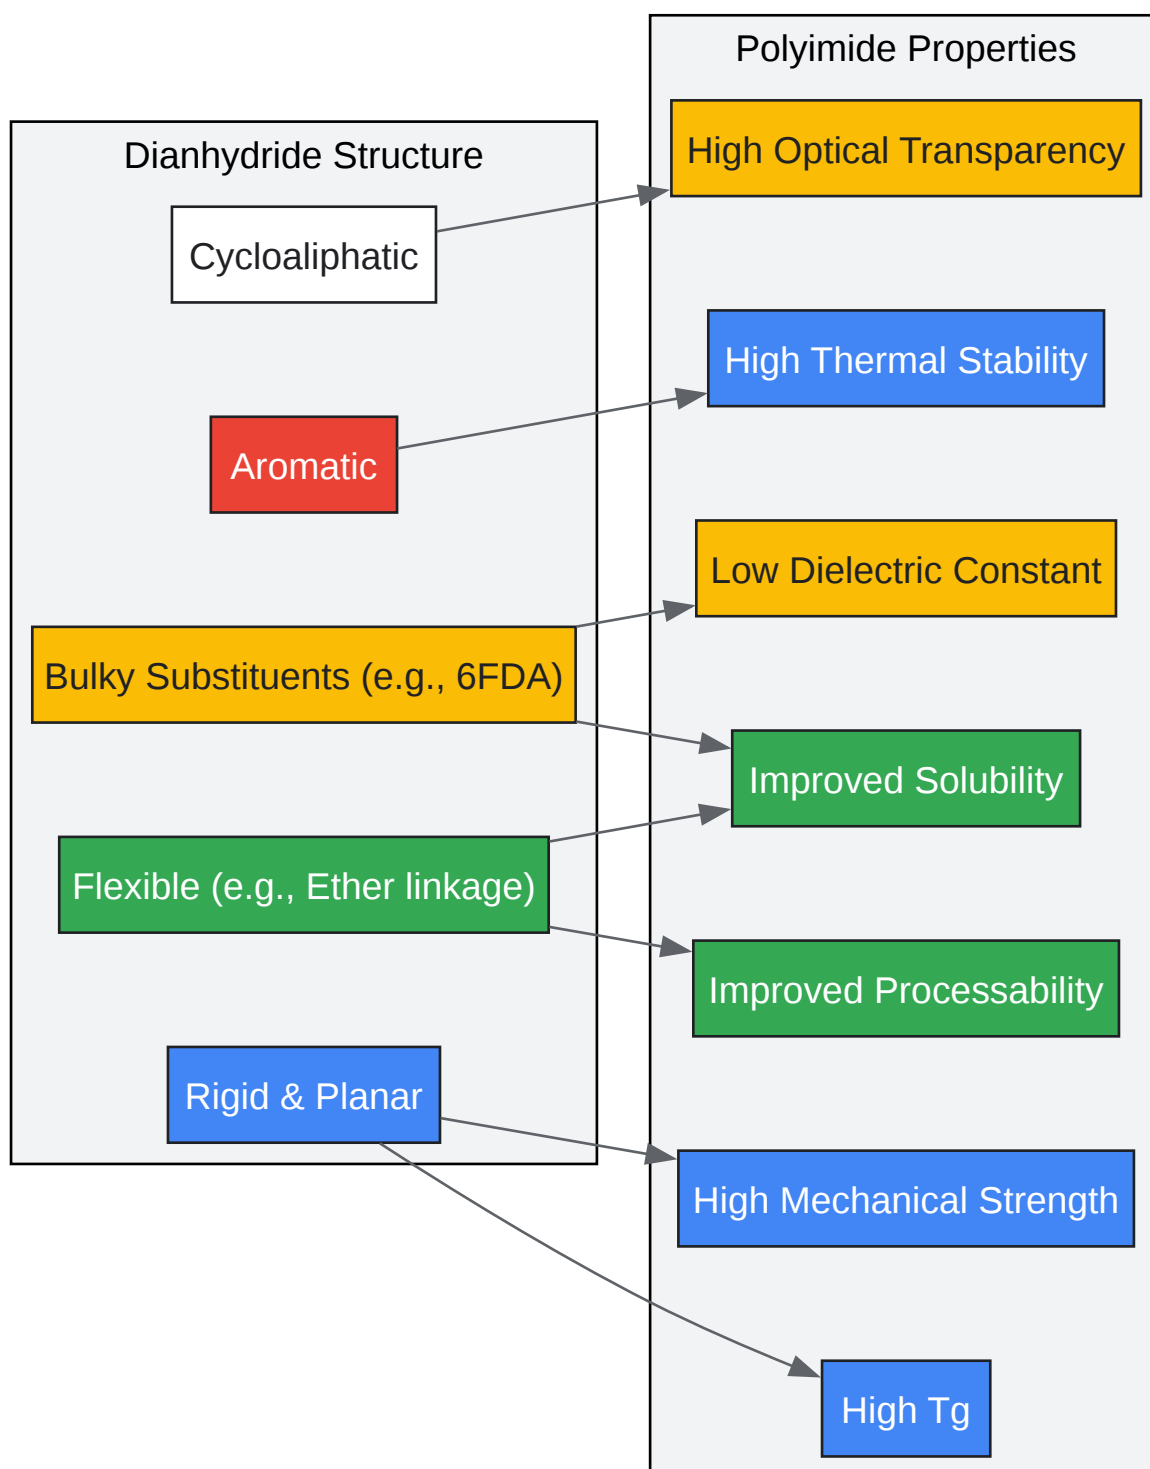 Dianhydride Structure
Cycloaliphatic
Aromatic
Bulky Substituents (e.g., 6FDA)
Flexible (e.g., Ether linkage)
Rigid & Planar
Polyimide Properties
High Optical Transparency
High Thermal Stability
Low Dielectric Constant
Improved Solubility
Improved Processability
High Mechanical Strength
High Tg